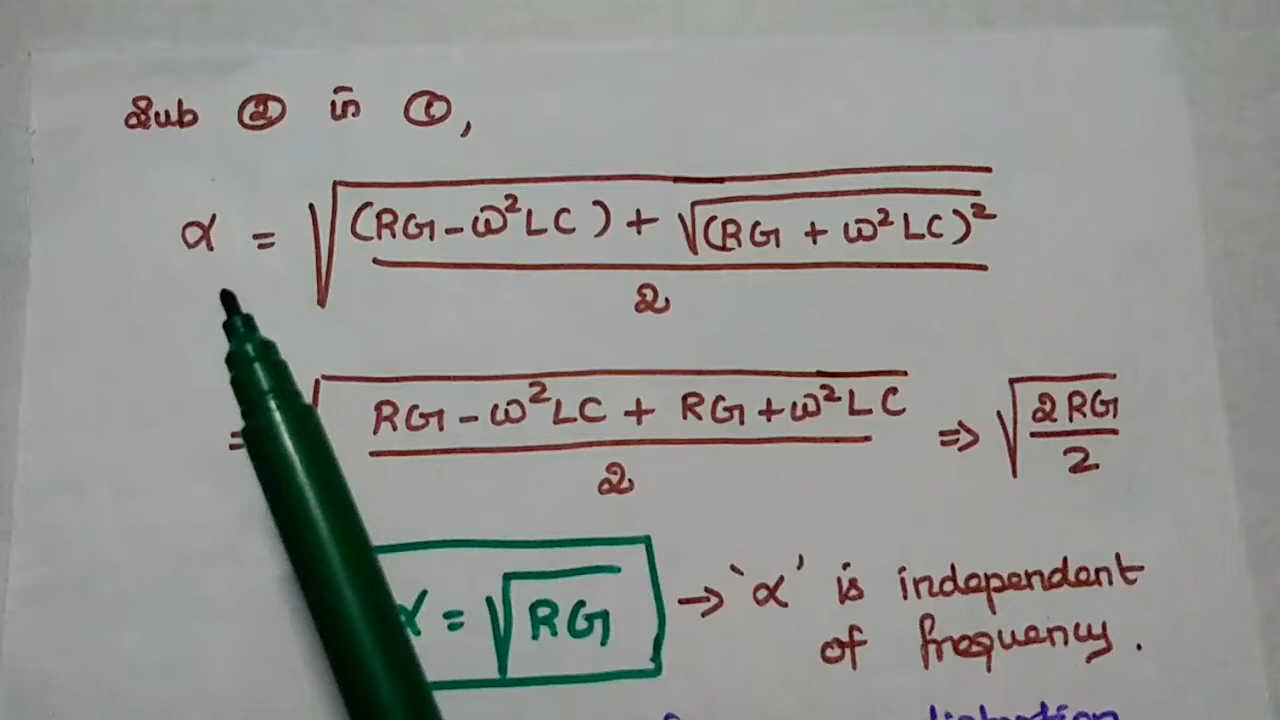 Sub ② in ①,
α = √((RG - ω²LC) + √((RG + ω²LC)²) / 2)
= √((RG - ω²LC + RG + ω²LC) / 2) ⇒ √(2RG / 2)
α = √RG → 'α' is independent
of frequency.